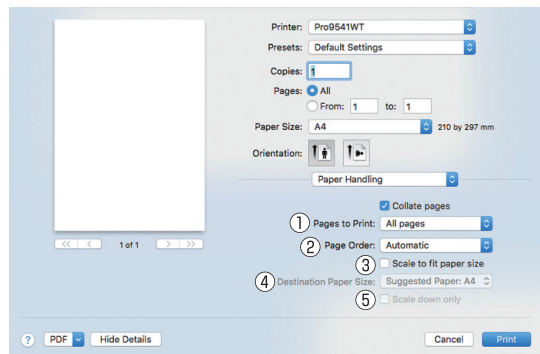 Printer: Pro9541WT
Presets: Default Settings
Copies: 1
Pages: All
From: 1 to: 1
Paper Size: A4 210 by 297 mm
Orientation:
Paper Handling
Collate pages
① Pages to Print: All pages
② Page Order: Automatic
③ Scale to fit paper size
④ Destination Paper Size: Suggested Paper: A4
⑤ Scale down only
<< < 1 of 1 > >>
? PDF Hide Details Cancel Print